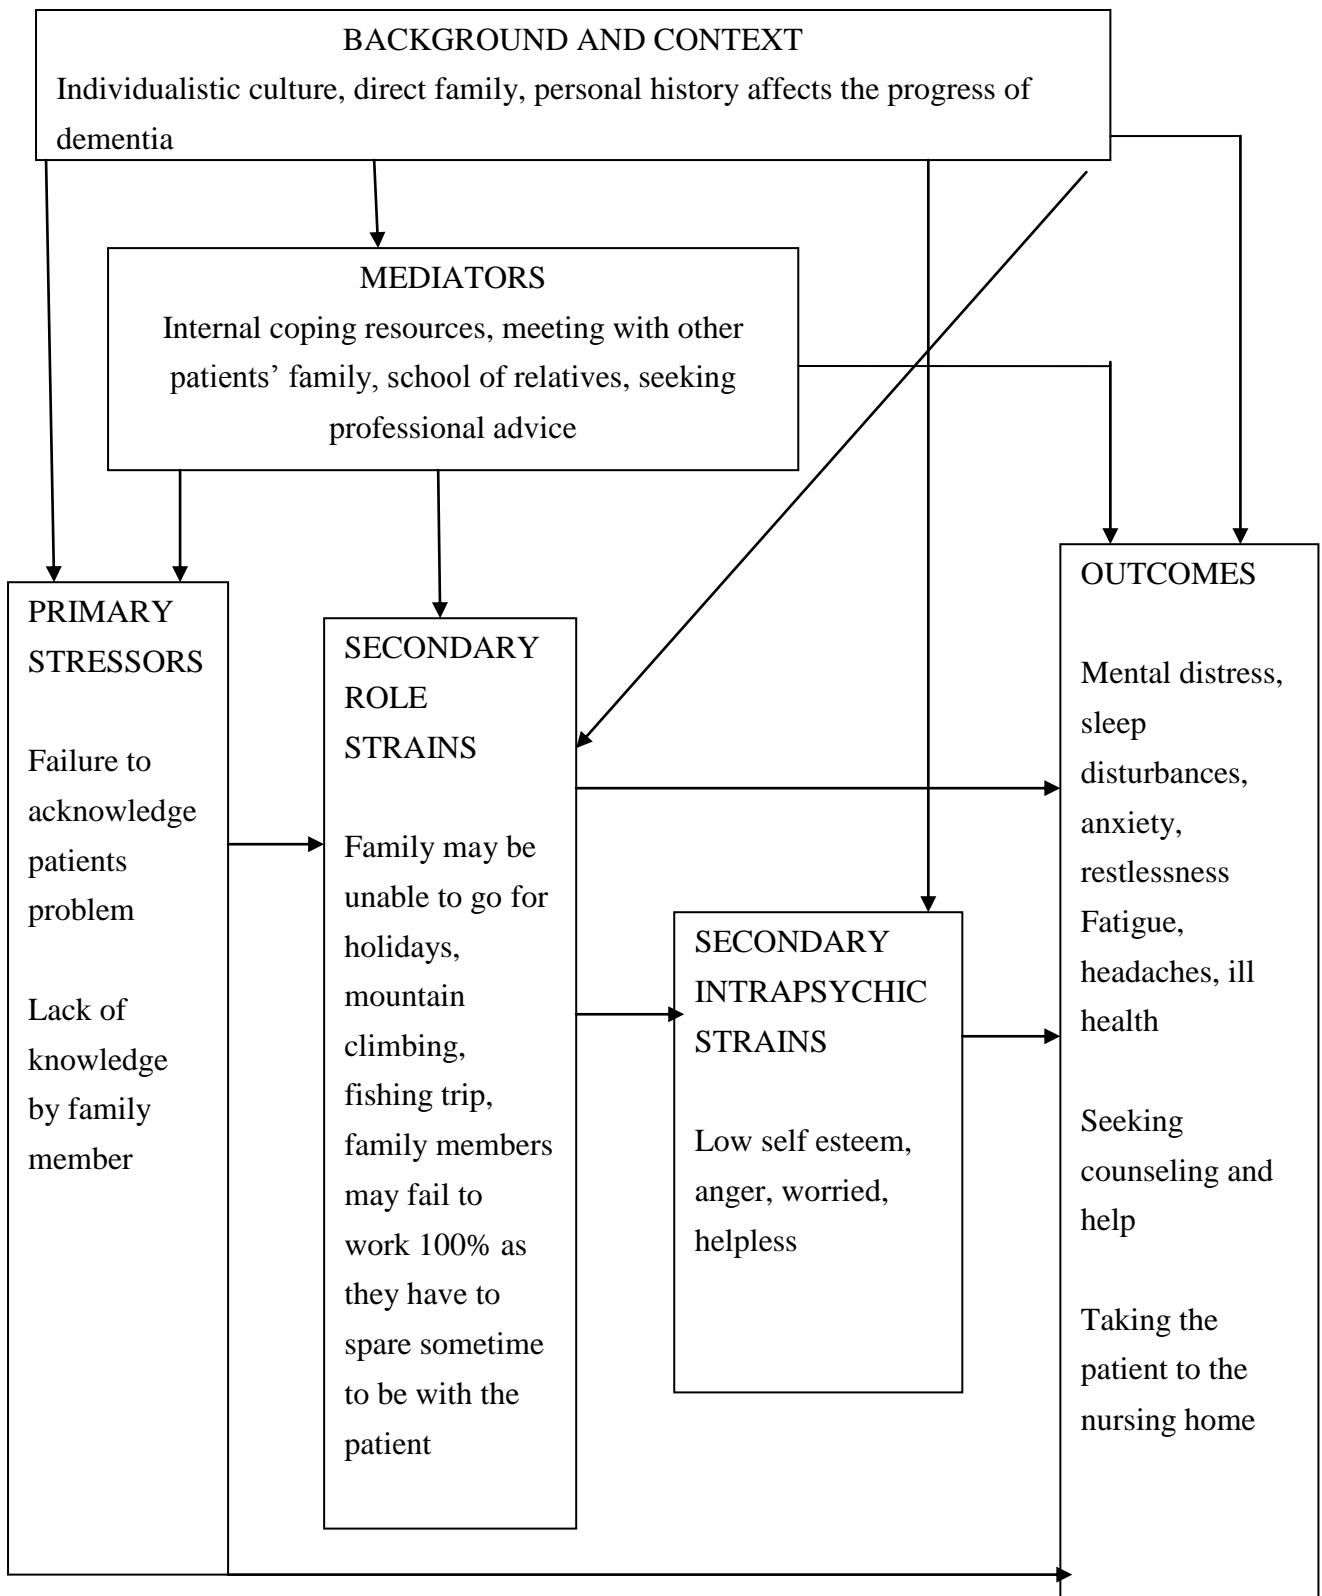 BACKGROUND AND CONTEXT
Individualistic culture, direct family, personal history affects the progress of
dementia
MEDIATORS
Internal coping resources, meeting with other
patients’ family, school of relatives, seeking
professional advice
PRIMARY
STRESSORS
Failure to
acknowledge
patients
problem
Lack of
knowledge
by family
member
SECONDARY
ROLE
STRAINS
Family may be
unable to go for
holidays,
mountain
climbing,
fishing trip,
family members
may fail to
work 100% as
they have to
spare sometime
to be with the
patient
SECONDARY
INTRAPSYCHIC
STRAINS
Low self esteem,
anger, worried,
helpless
OUTCOMES
Mental distress,
sleep
disturbances,
anxiety,
restlessness
Fatigue,
headaches, ill
health
Seeking
counseling and
help
Taking the
patient to the
nursing home